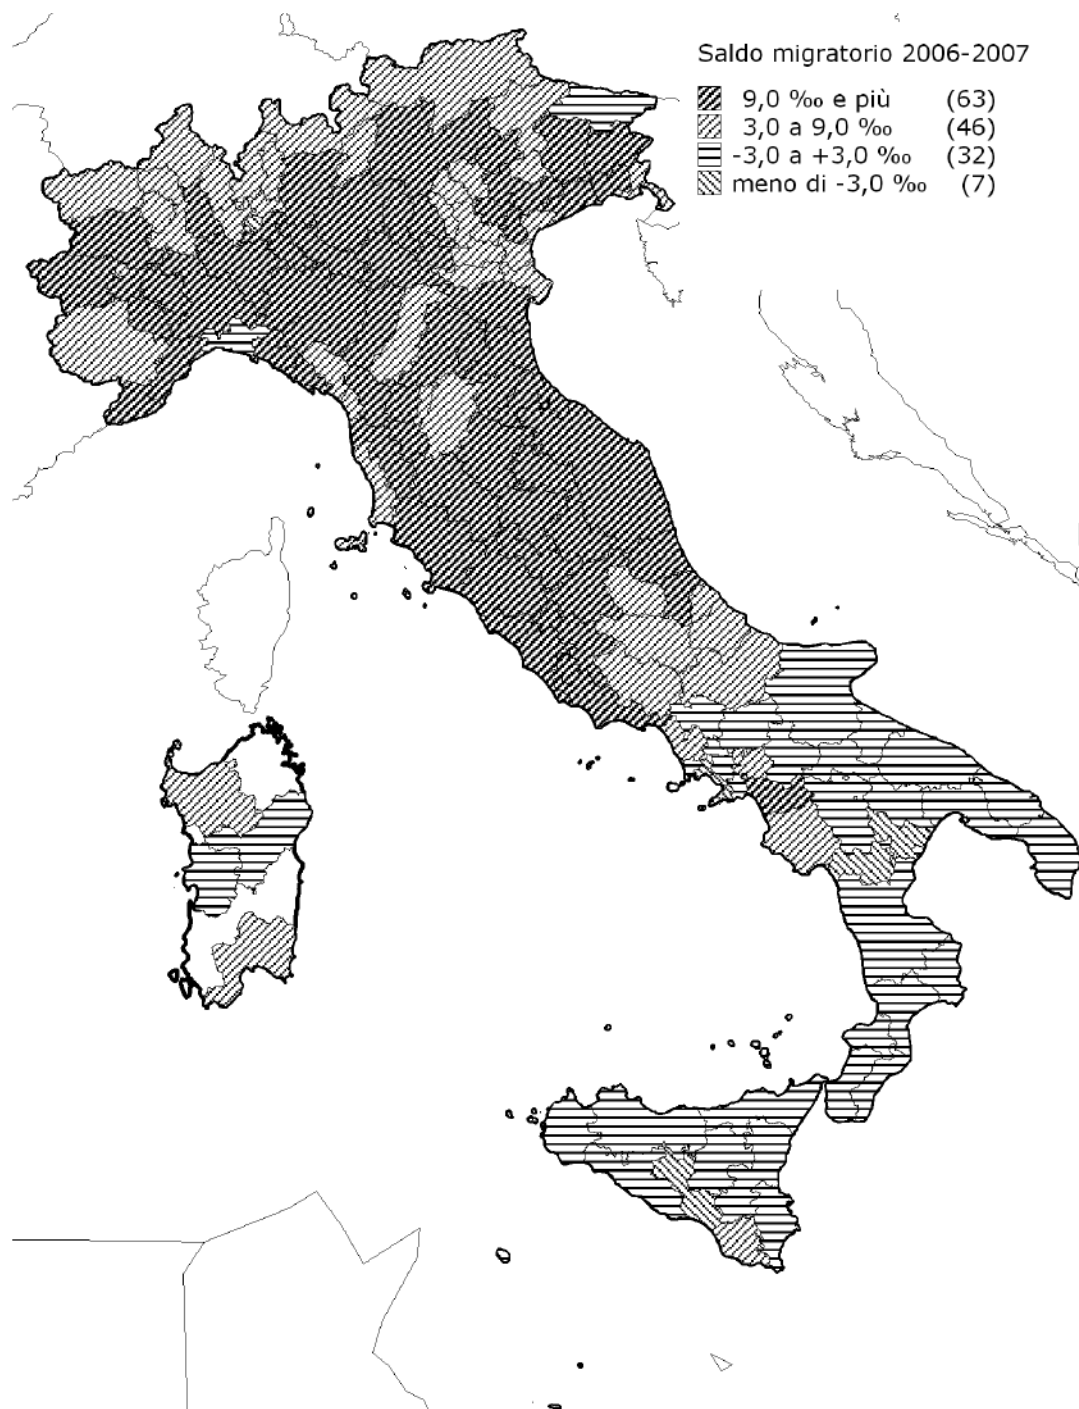 Saldo migratorio 2006-2007
9,0 ‰ e più (63)
3,0 a 9,0 ‰ (46)
-3,0 a +3,0 ‰ (32)
meno di -3,0 ‰ (7)